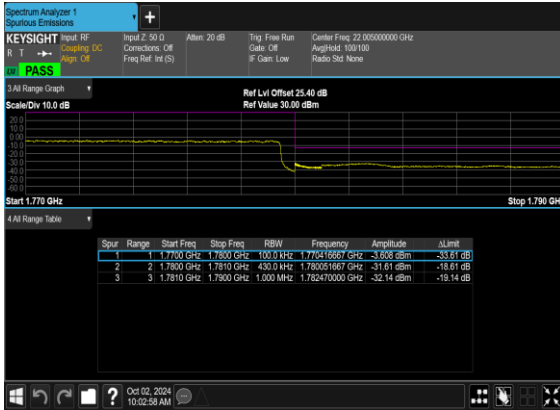 Spectrum Analyzer 1
Spurious Emissions
KEYSIGHT Input: RF Input Z: 50 Ω Atten: 20 dB Trig: Free Run Center Freq: 22.005000000 GHz
R T Coupling: DC Corrections: Off Gate: Off Avg|Hold: 100/100
Align: Off Freq Ref: Int (S) IF Gain: Low Radio Std: None
PASS
3 All Range Graph Ref Lvl Offset 25.40 dB
Scale/Div 10.0 dB Ref Value 30.00 dBm
20.0
10.0
0.00
-10.0
-20.0
-30.0
-40.0
-50.0
-60.0
Start 1.770 GHz Stop 1.790 GH
4 All Range Table
Spur Range Start Freq Stop Freq RBW Frequency Amplitude ΔLimit
1 1 1.7700 GHz 1.7800 GHz 100.0 kHz 1.770416667 GHz -3.608 dBm -33.61 dB
2 2 1.7800 GHz 1.7810 GHz 430.0 kHz 1.780051667 GHz -31.61 dBm -18.61 dB
3 3 1.7810 GHz 1.7900 GHz 1.000 MHz 1.782470000 GHz -32.14 dBm -19.14 dB
? Oct 02, 2024
10:02:58 AM